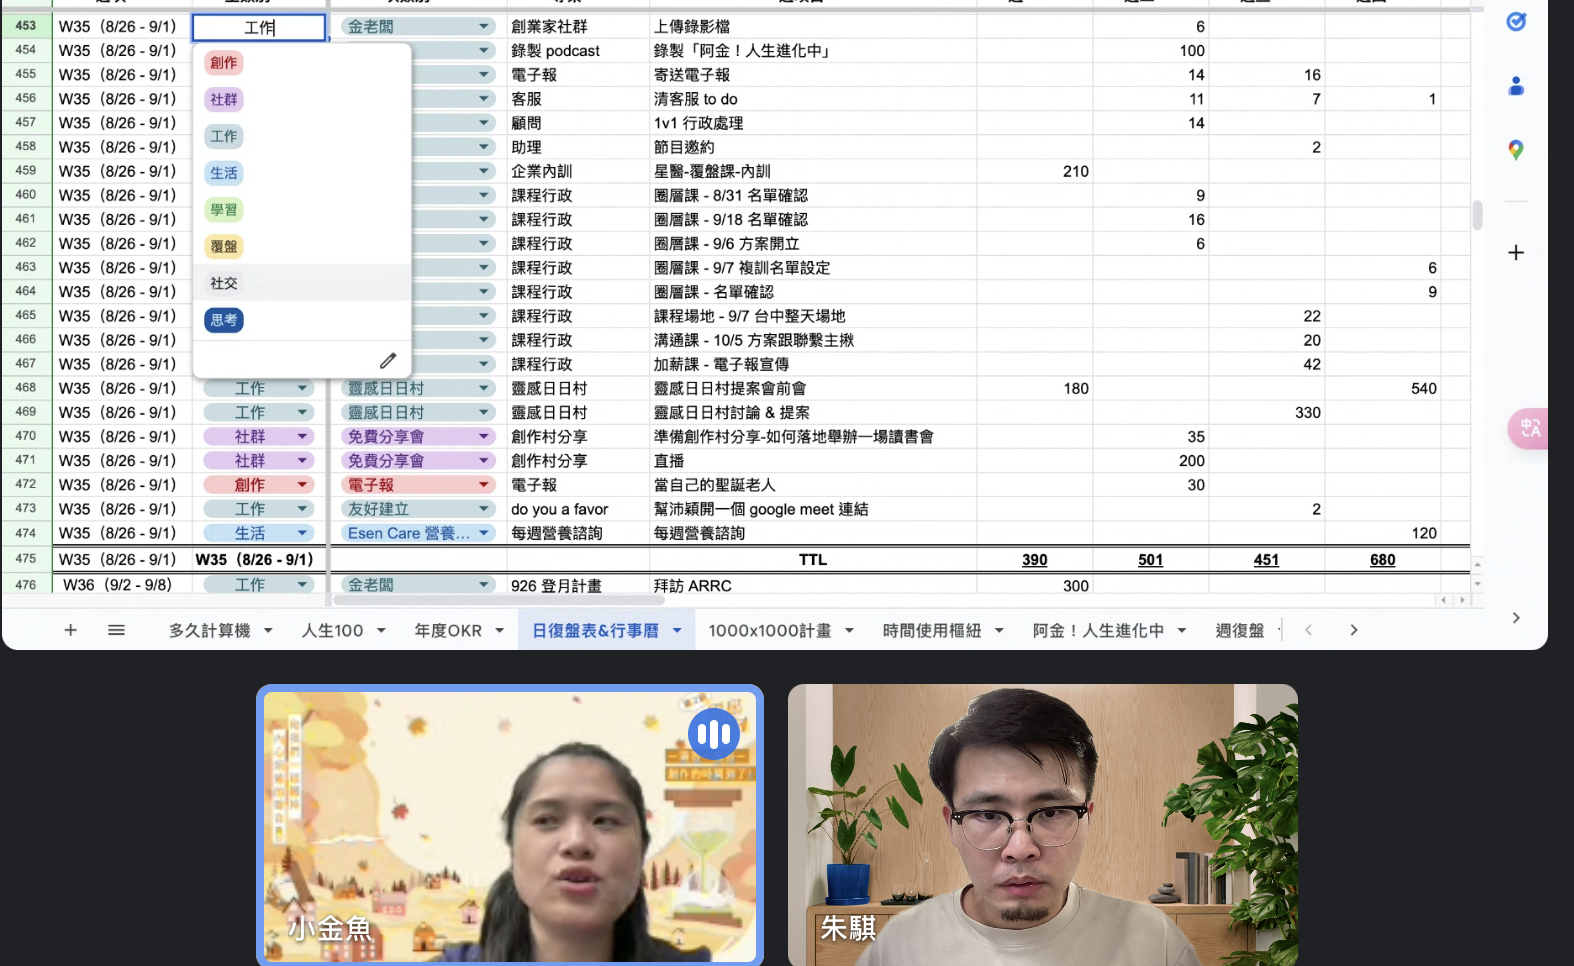 453 W35（8/26 - 9/1） 工作 金老闆 創業家社群 上傳錄影檔 6
454 W35（8/26 - 9/1） 錄製 podcast 錄製「阿金！人生進化中」 100
455 W35（8/26 - 9/1） 電子報 寄送電子報 14 16
456 W35（8/26 - 9/1） 客服 清客服 to do 11 7 1
457 W35（8/26 - 9/1） 顧問 1v1 行政處理 14
458 W35（8/26 - 9/1） 助理 節目邀約 2
459 W35（8/26 - 9/1） 企業內訓 星醫-覆盤課-內訓 210
460 W35（8/26 - 9/1） 課程行政 圈層課 - 8/31 名單確認 9
461 W35（8/26 - 9/1） 課程行政 圈層課 - 9/18 名單確認 16
462 W35（8/26 - 9/1） 課程行政 圈層課 - 9/6 方案開立 6
463 W35（8/26 - 9/1） 課程行政 圈層課 - 9/7 複訓名單設定 6
464 W35（8/26 - 9/1） 課程行政 圈層課 - 名單確認 9
465 W35（8/26 - 9/1） 課程行政 課程場地 - 9/7 台中整天場地 22
466 W35（8/26 - 9/1） 課程行政 溝通課 - 10/5 方案跟聯繫主揪 20
467 W35（8/26 - 9/1） 課程行政 加薪課 - 電子報宣傳 42
創作
社群
工作
生活
學習
覆盤
社交
思考
468 W35（8/26 - 9/1） 工作 靈感日日村 靈感日日村 靈感日日村提案會前會 180 540
469 W35（8/26 - 9/1） 工作 靈感日日村 靈感日日村 靈感日日村討論 & 提案 330
470 W35（8/26 - 9/1） 社群 免費分享會 創作村分享 準備創作村分享-如何落地舉辦一場讀書會 35
471 W35（8/26 - 9/1） 社群 免費分享會 創作村分享 直播 200
472 W35（8/26 - 9/1） 創作 電子報 電子報 當自己的聖誕老人 30
473 W35（8/26 - 9/1） 工作 友好建立 do you a favor 幫沛穎開一個 google meet 連結 2
474 W35（8/26 - 9/1） 生活 Esen Care 營養… 每週營養諮詢 每週營養諮詢 120
475 W35（8/26 - 9/1） W35（8/26 - 9/1） TTL 390 501 451 680
476 W36（9/2 - 9/8） 工作 金老闆 926 登月計畫 拜訪 ARRC 300
多久計算機 人生100 年度OKR 日復盤表&行事曆 1000x1000計畫 時間使用樞紐 阿金！人生進化中 週復盤
小金魚
朱騏